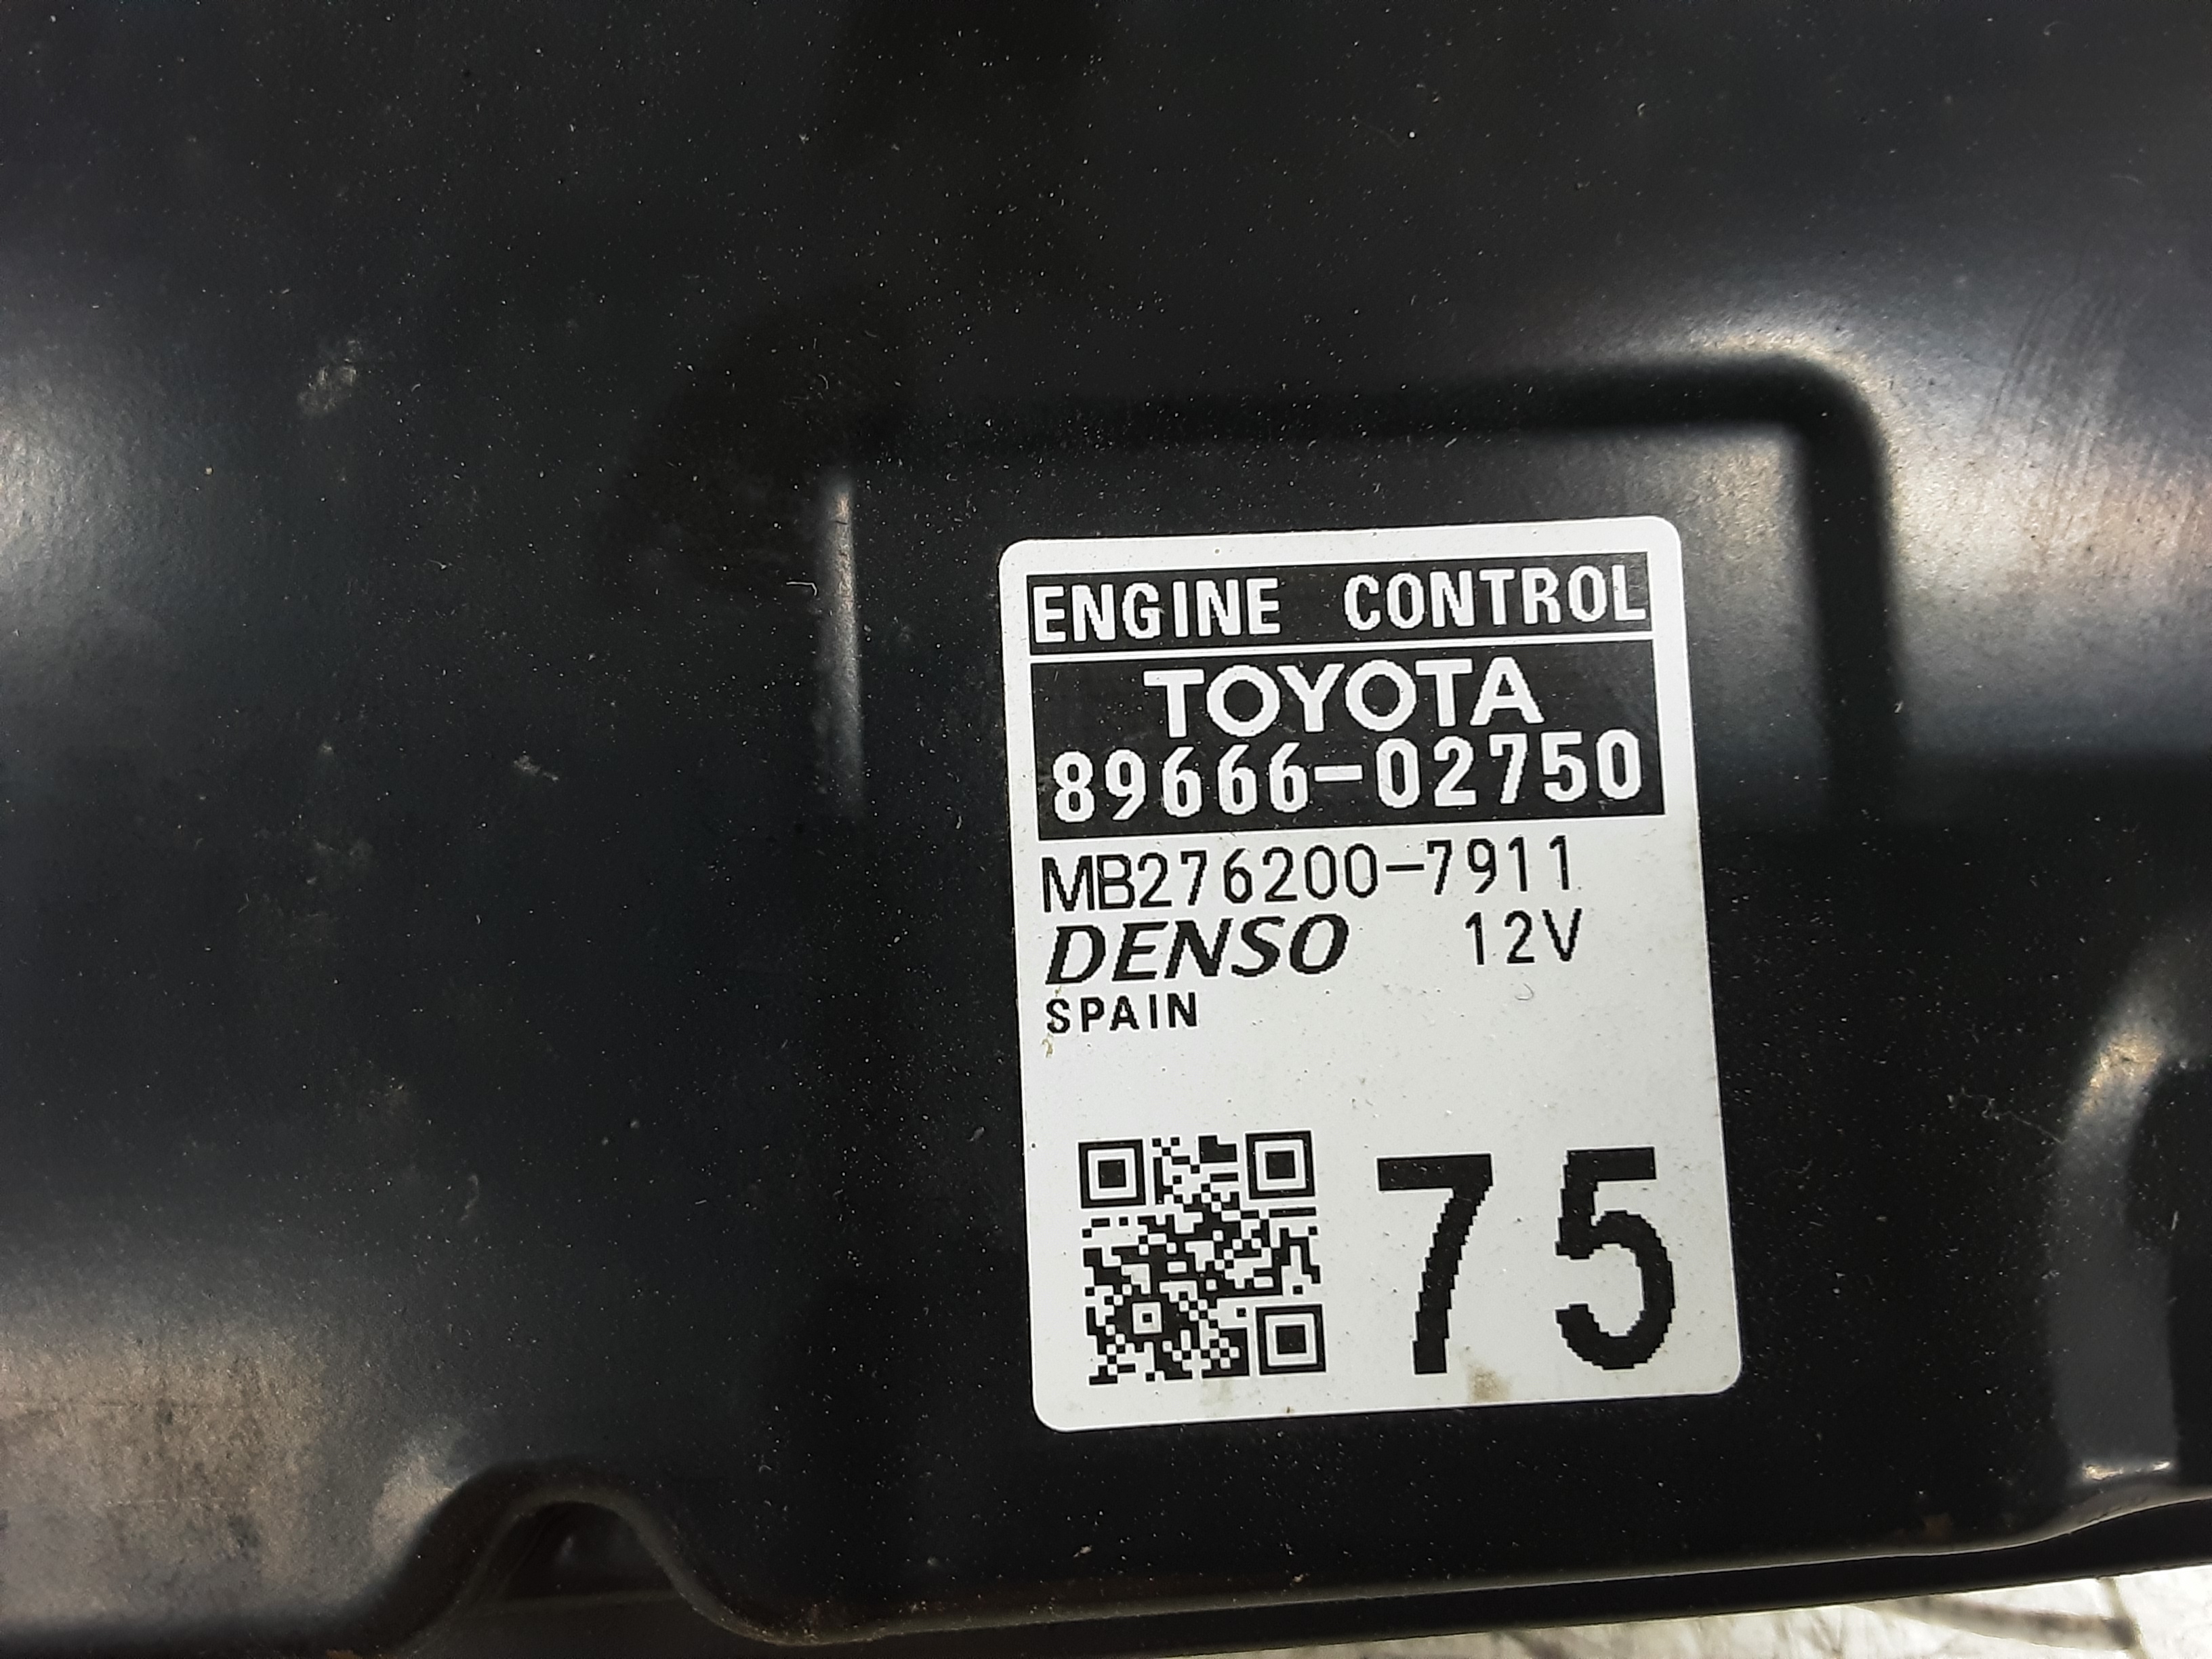 ENGINE CONTROL
TOYOTA
89666-02750
MB276200-7911
DENSO 12V
SPAIN
75